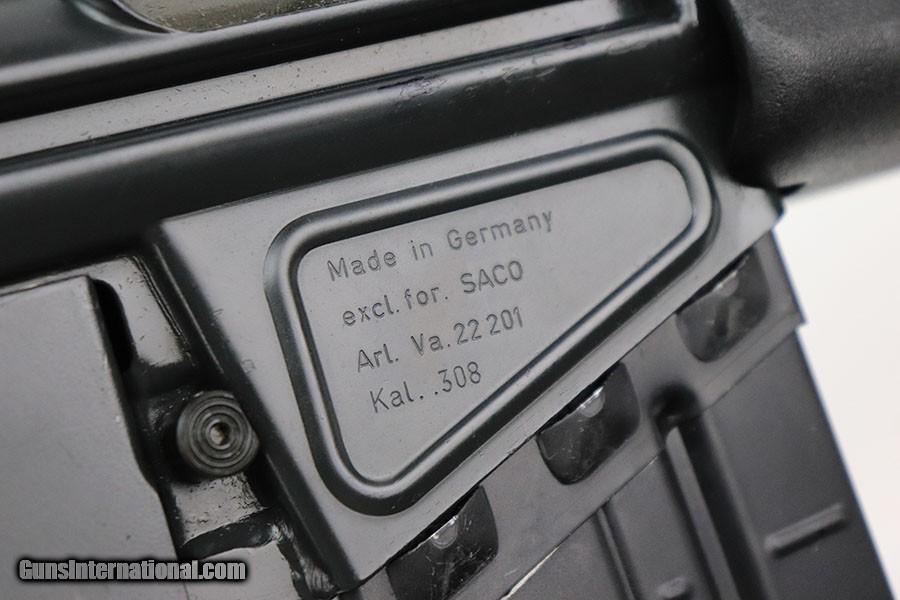 Made in Germany
excl. for. SACO
Arl. Va. 22 201
Kal. .308
GunsInternational.com